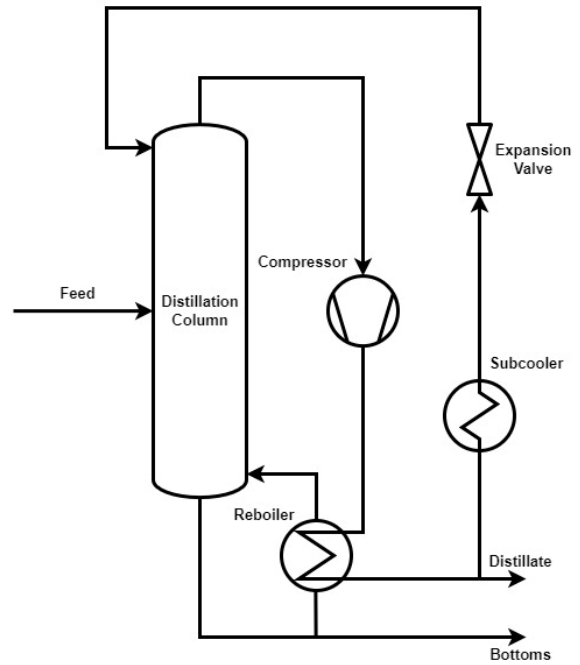 Expansion
Valve
Compressor
Feed
Distillation
Column
Subcooler
Reboiler
Distillate
Bottoms